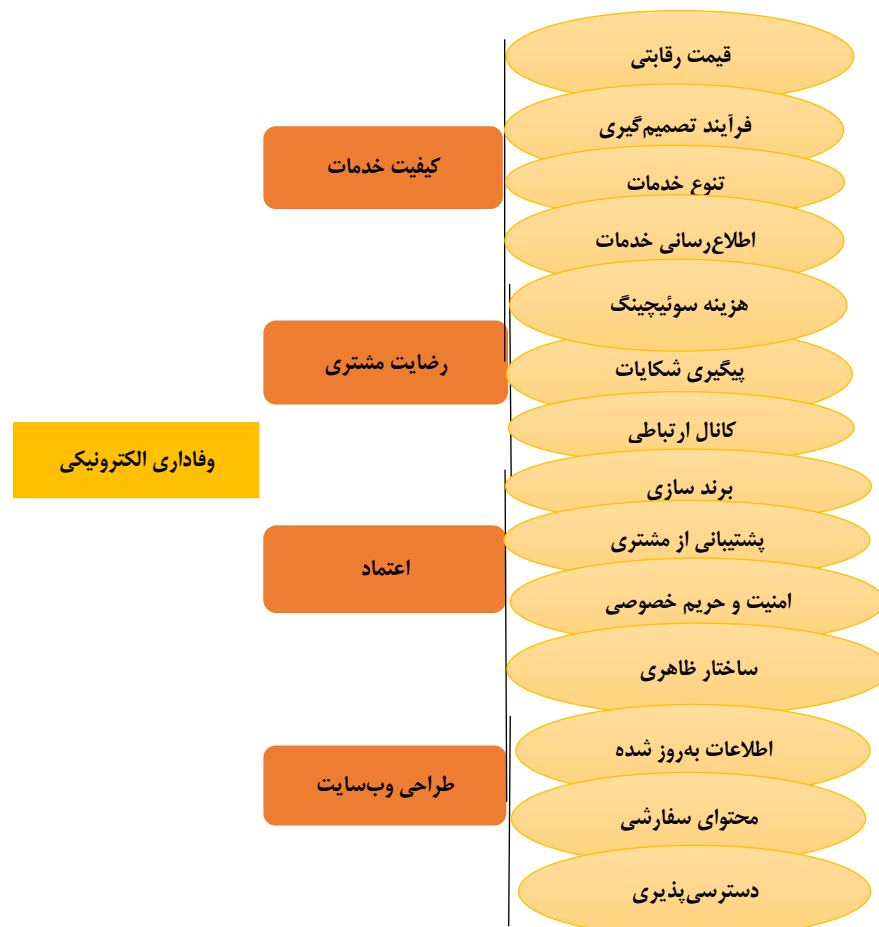 قیمت رقابتی
فرآیند تصمیم‌گیری
کیفیت خدمات
تنوع خدمات
اطلاع‌رسانی خدمات
هزینه سوئیچینگ
رضایت مشتری
پیگیری شکایات
کانال ارتباطی
وفاداری الکترونیکی
برند سازی
پشتیبانی از مشتری
اعتماد
امنیت و حریم خصوصی
ساختار ظاهری
اطلاعات به‌روز شده
طراحی وب‌سایت
محتوای سفارشی
دسترسی‌پذیری